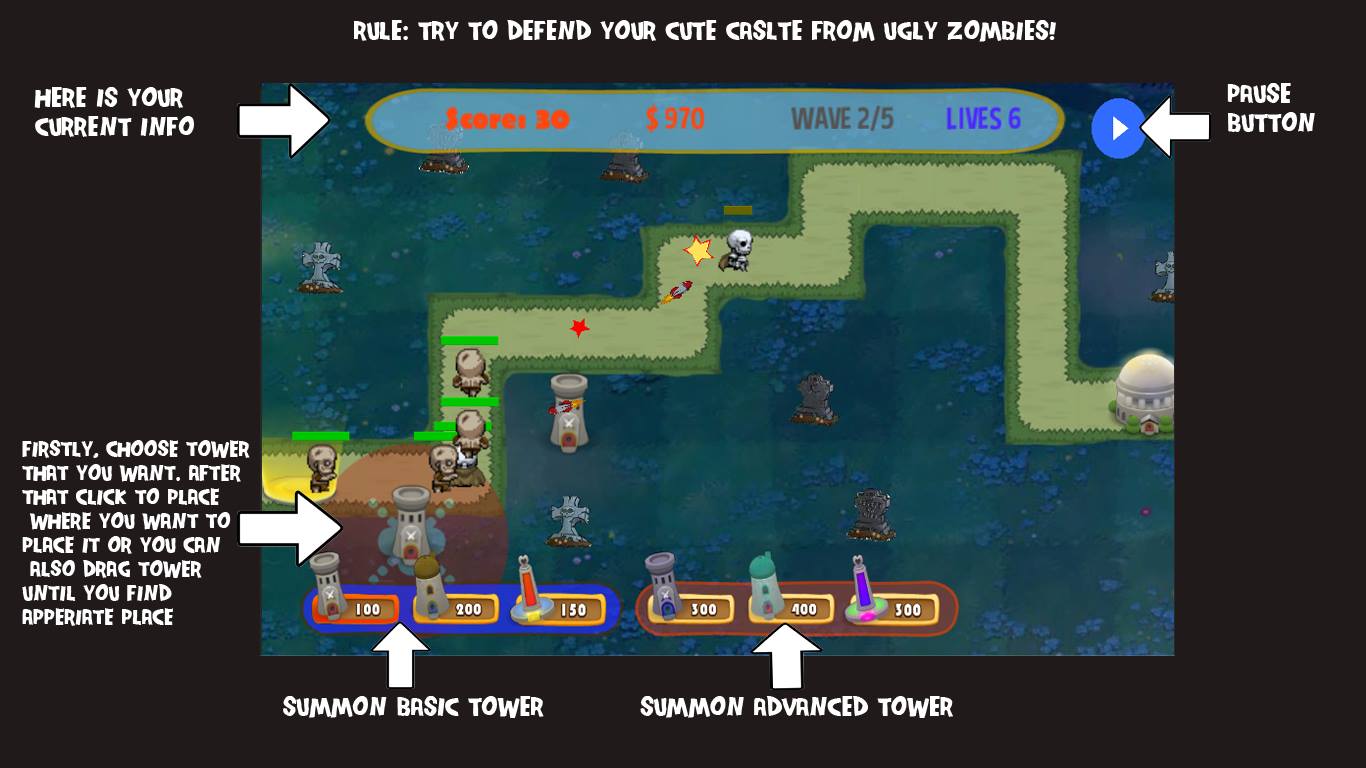 RULE: TRY TO DEFEND YOUR CUTE CASLTE FROM UGLY ZOMBIES!
HERE IS YOUR
CURRENT INFO
Score: 30
$ 970
WAVE 2/5
LIVES 6
PAUSE
BUTTON
FIRSTLY, CHOOSE TOWER
THAT YOU WANT. AFTER
THAT CLICK TO PLACE
WHERE YOU WANT TO
PLACE IT OR YOU CAN
ALSO DRAG TOWER
UNTIL YOU FIND
APPERIATE PLACE
100
200
150
300
400
300
SUMMON BASIC TOWER
SUMMON ADVANCED TOWER